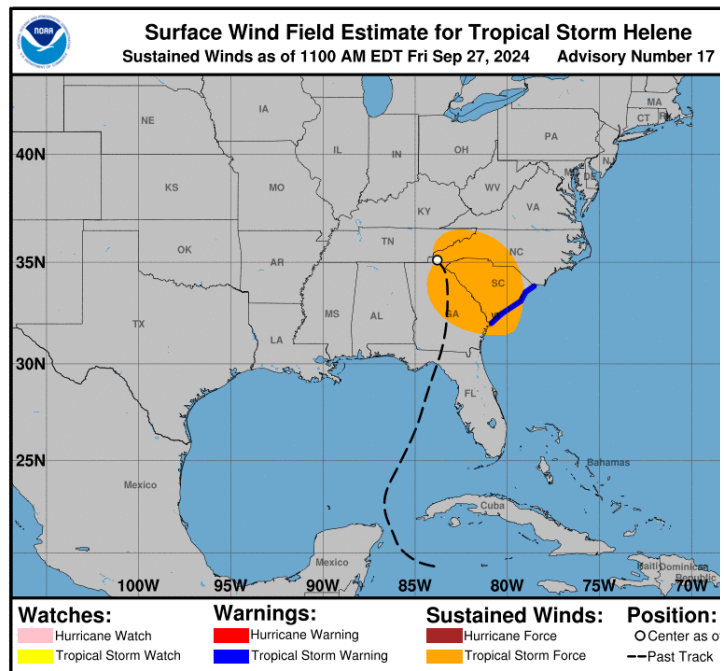 NOAA
Surface Wind Field Estimate for Tropical Storm Helene
Sustained Winds as of 1100 AM EDT Fri Sep 27, 2024 Advisory Number 17
MA
CT
NE
IA
PA
40N
IL
IN
OH
NJ
DE
WV
KS
MO
KY
VA
TN
NC
35N
OK
AR
SC
MS
AL
GA
TX
LA
30N
FL
25N
Bahamas
Mexico
Cuba
Mexico
Haiti
Dominican
Republic
100W 95W 90W 85W 80W 75W 70W
Watches: Warnings: Sustained Winds: Position:
Hurricane Watch Hurricane Warning Hurricane Force Center as of
Tropical Storm Watch Tropical Storm Warning Tropical Storm Force Past Track